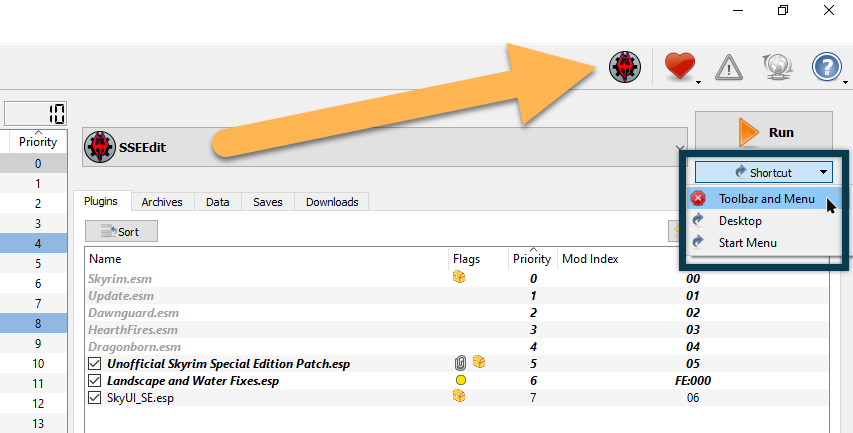 10
Priority
0
1
2
3
4
5
6
7
8
9
10
11
12
13
SSEEdit
Run
Shortcut
Toolbar and Menu
Desktop
Start Menu
Plugins Archives Data Saves Downloads
Sort
Name Flags Priority Mod Index
Skyrim.esm 0 00
Update.esm 1 01
Dawnguard.esm 2 02
HearthFires.esm 3 03
Dragonborn.esm 4 04
Unofficial Skyrim Special Edition Patch.esp 5 05
Landscape and Water Fixes.esp 6 FE:000
SkyUI_SE.esp 7 06